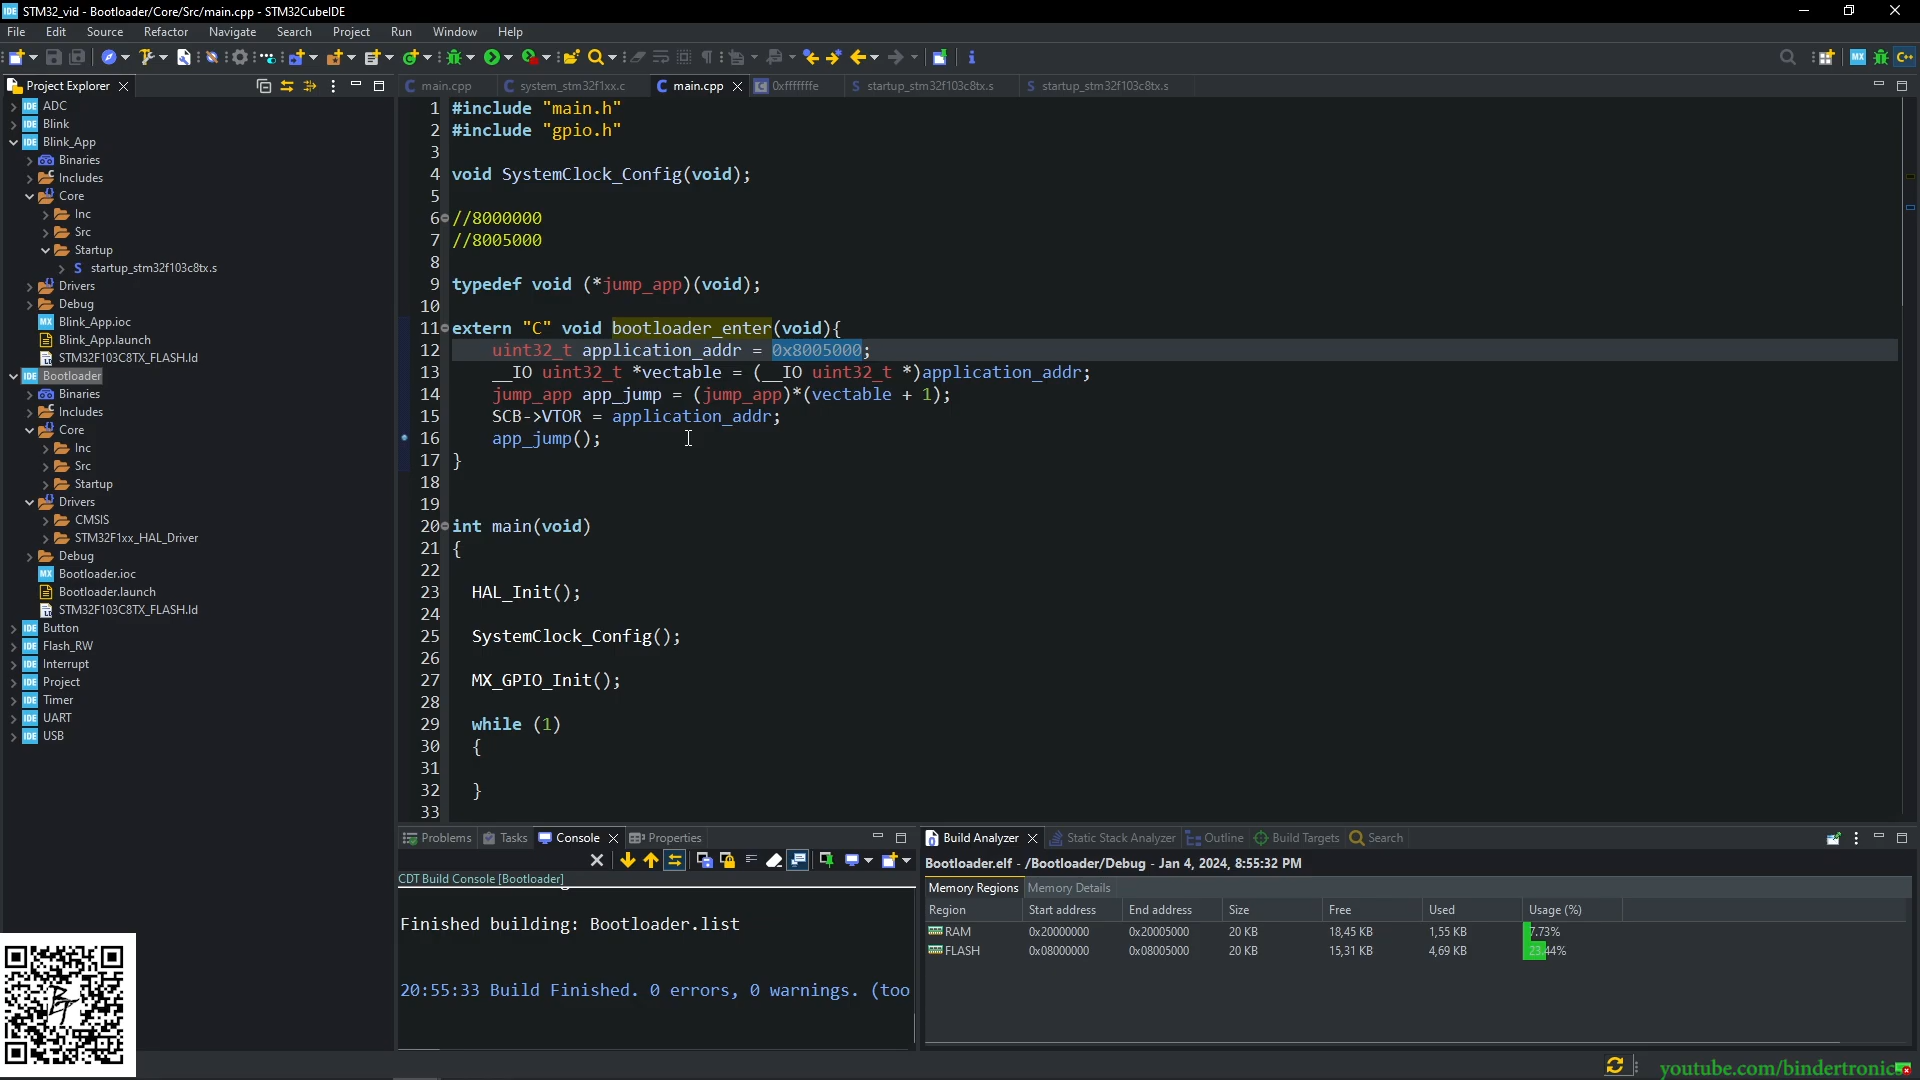 STM32_vid - Bootloader/Core/Src/main.cpp - STM32CubeIDE
File Edit Source Refactor Navigate Search Project Run Window Help
Project Explorer
main.cpp system_stm32f1xx.c main.cpp 0xfffffffe startup_stm32f103c8tx.s startup_stm32f103c8tx.s
ADC
Blink
Blink_App
Binaries
Includes
Core
Inc
Src
Startup
startup_stm32f103c8tx.s
Drivers
Debug
Blink_App.ioc
Blink_App.launch
STM32F103C8TX_FLASH.ld
Bootloader
Binaries
Includes
Core
Inc
Src
Startup
Drivers
CMSIS
STM32F1xx_HAL_Driver
Debug
Bootloader.ioc
Bootloader.launch
STM32F103C8TX_FLASH.ld
Button
Flash_RW
Interrupt
Project
Timer
UART
USB
1 #include "main.h"
2 #include "gpio.h"
3
4 void SystemClock_Config(void);
5
6 //8000000
7 //8005000
8
9 typedef void (*jump_app)(void);
10
11 extern "C" void bootloader_enter(void){
12 uint32_t application_addr = 0x8005000;
13 __IO uint32_t *vectable = (__IO uint32_t *)application_addr;
14 jump_app app_jump = (jump_app)*(vectable + 1);
15 SCB->VTOR = application_addr;
16 app_jump();
17 }
18
19
20 int main(void)
21 {
22
23 HAL_Init();
24
25 SystemClock_Config();
26
27 MX_GPIO_Init();
28
29 while (1)
30 {
31
32 }
33
Problems Tasks Console Properties
CDT Build Console [Bootloader]
Finished building: Bootloader.list
20:55:33 Build Finished. 0 errors, 0 warnings. (too
Build Analyzer Static Stack Analyzer Outline Build Targets Search
Bootloader.elf - /Bootloader/Debug - Jan 4, 2024, 8:55:32 PM
Memory Regions Memory Details
Region Start address End address Size Free Used Usage (%)
RAM 0x20000000 0x20005000 20 KB 18,45 KB 1,55 KB 7.73%
FLASH 0x08000000 0x08005000 20 KB 15,31 KB 4,69 KB 23.44%
youtube.com/bindertronics